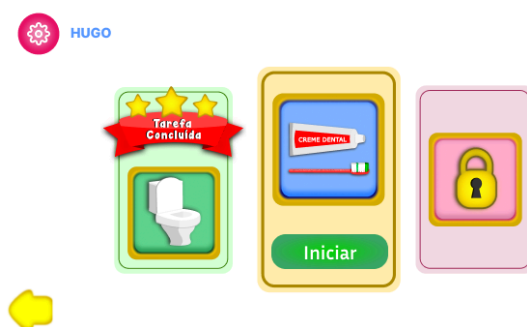 HUGO
Tarefa
Concluída
CREME DENTAL
Iniciar